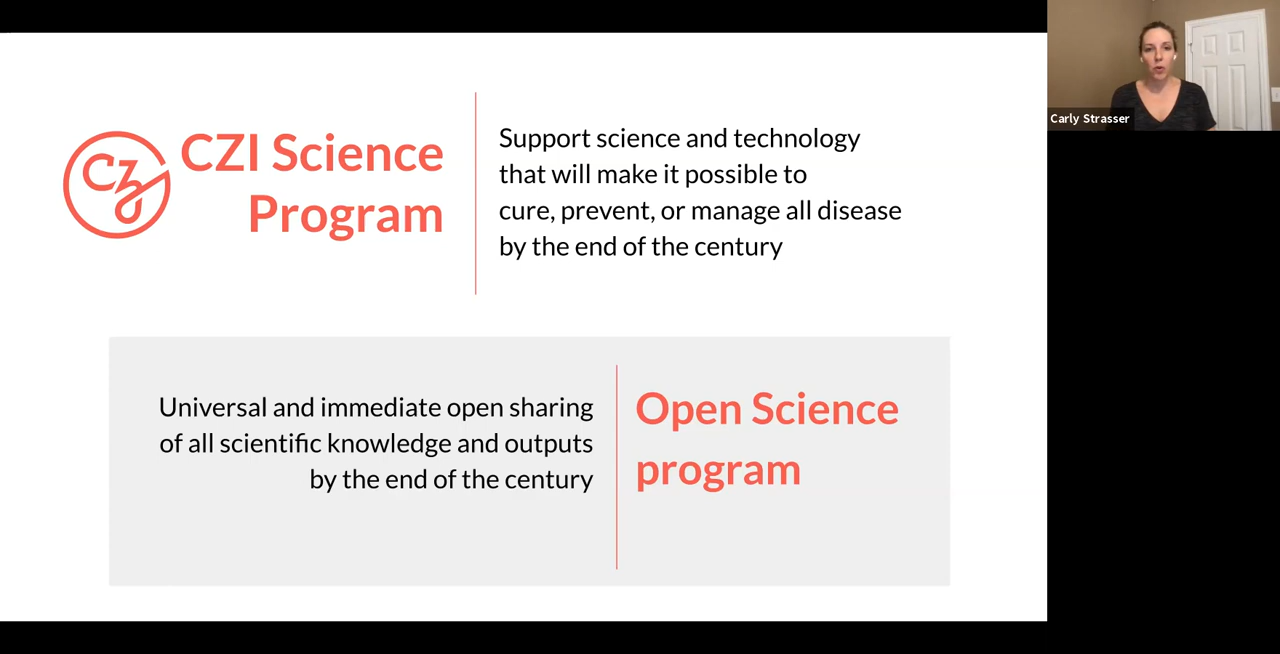 CZI Science
Program
Support science and technology
that will make it possible to
cure, prevent, or manage all disease
by the end of the century
Universal and immediate open sharing
of all scientific knowledge and outputs
by the end of the century
Open Science
program
Carly Strasser
CZ